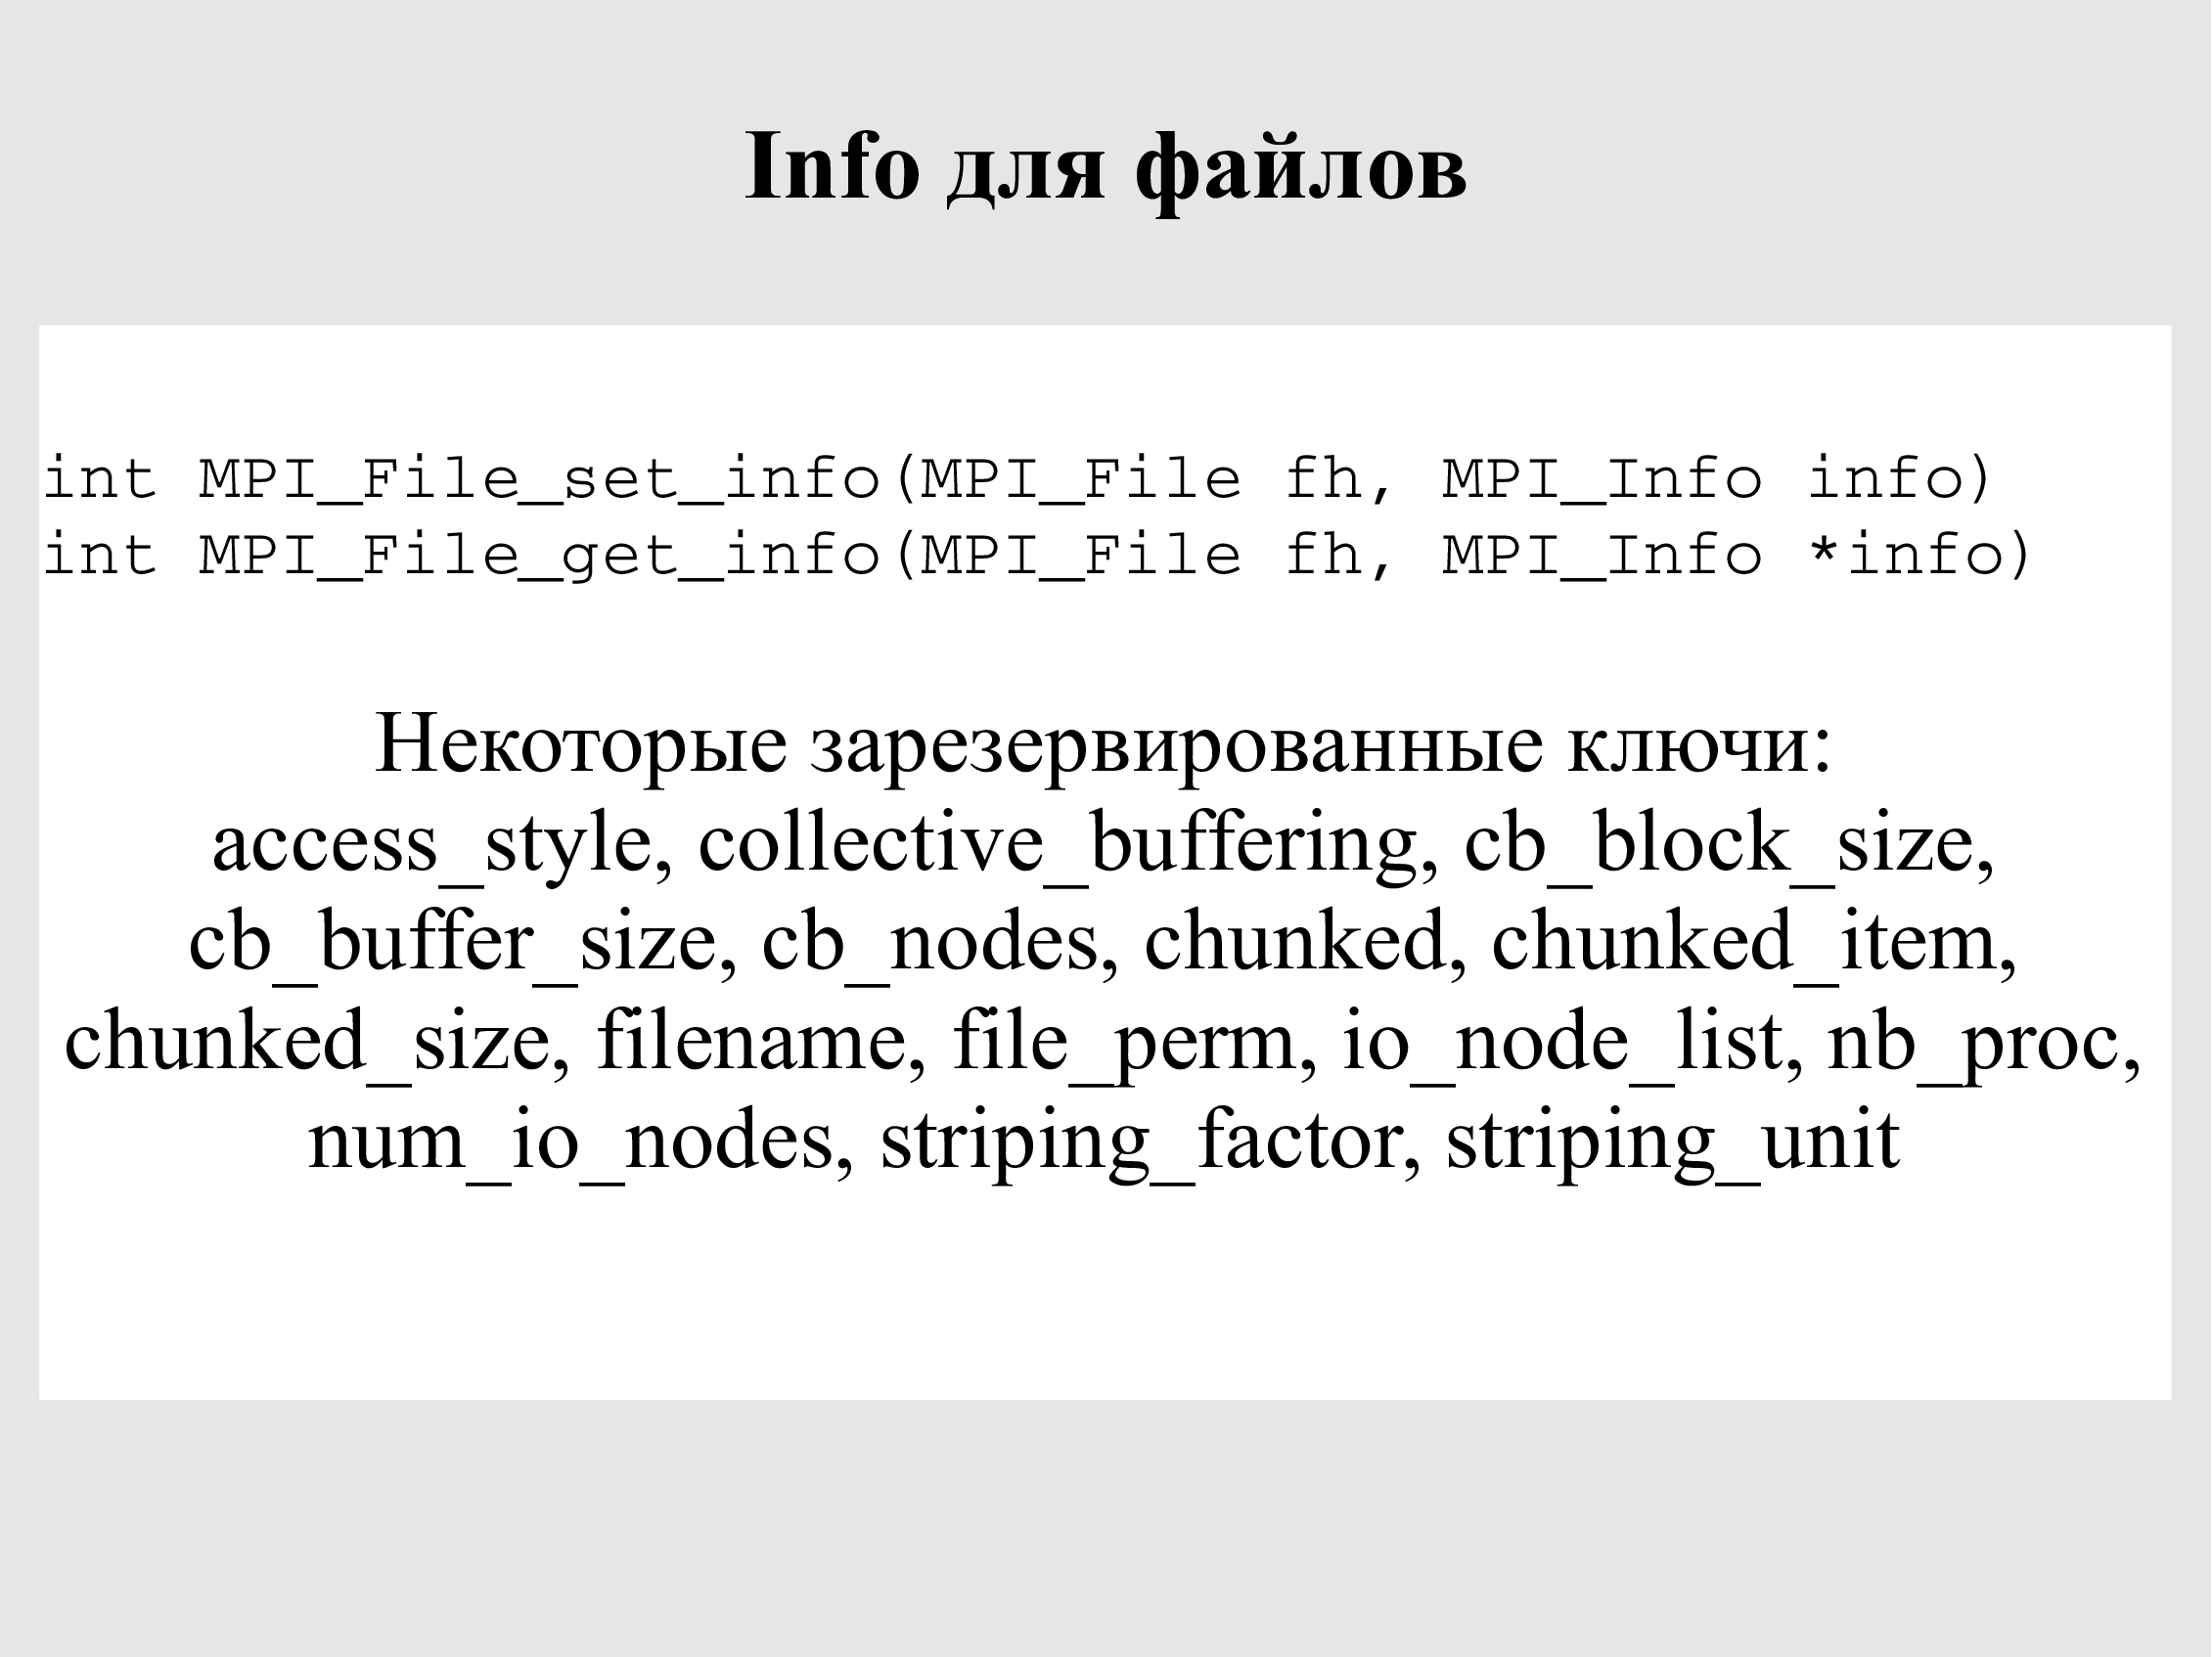 Info для файлов
int MPI_File_set_info(MPI_File fh, MPI_Info info)
int MPI_File_get_info(MPI_File fh, MPI_Info *info)
Некоторые зарезервированные ключи:
access_style, collective_buffering, cb_block_size,
cb_buffer_size, cb_nodes, chunked, chunked_item,
chunked_size, filename, file_perm, io_node_list, nb_proc,
num_io_nodes, striping_factor, striping_unit